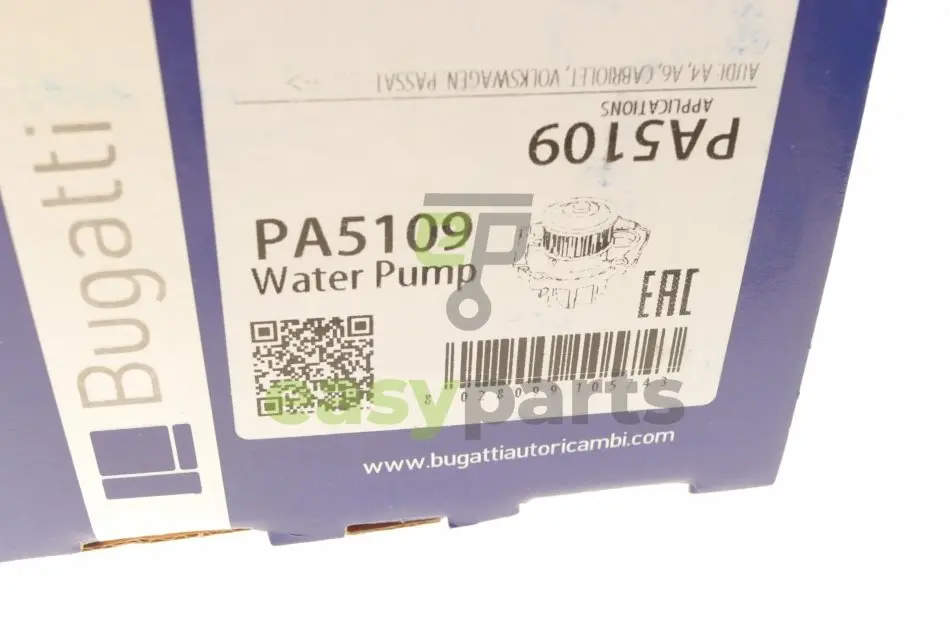 AUDI, A4, A6, CABRIOLET, VOLKSWAGEN PASSAT -->
APPLICATIONS
PA5109
PA5109
Water Pump
EAC
easyparts
www.bugattiautoricambi.com
Bugatti